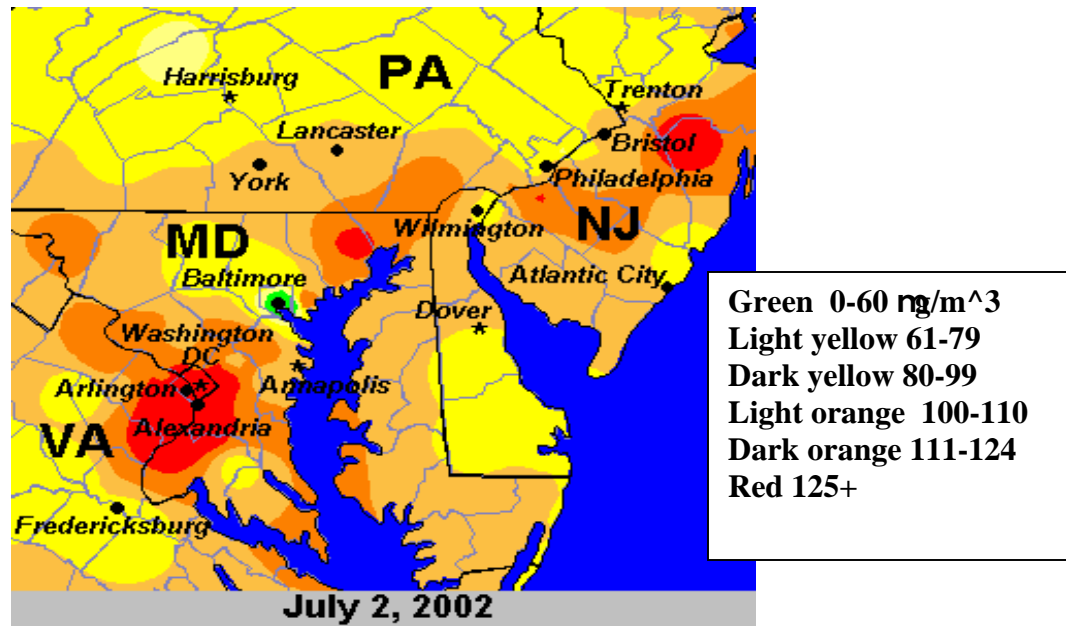 PA
Harrisburg
Trenton
Lancaster
Bristol
York
Philadelphia
Wilmington
NJ
MD
Baltimore
Atlantic City
Dover
Washington
DC
Arlington
Annapolis
Alexandria
VA
Fredericksburg
July 2, 2002
Green 0-60 mg/m^3
Light yellow 61-79
Dark yellow 80-99
Light orange 100-110
Dark orange 111-124
Red 125+